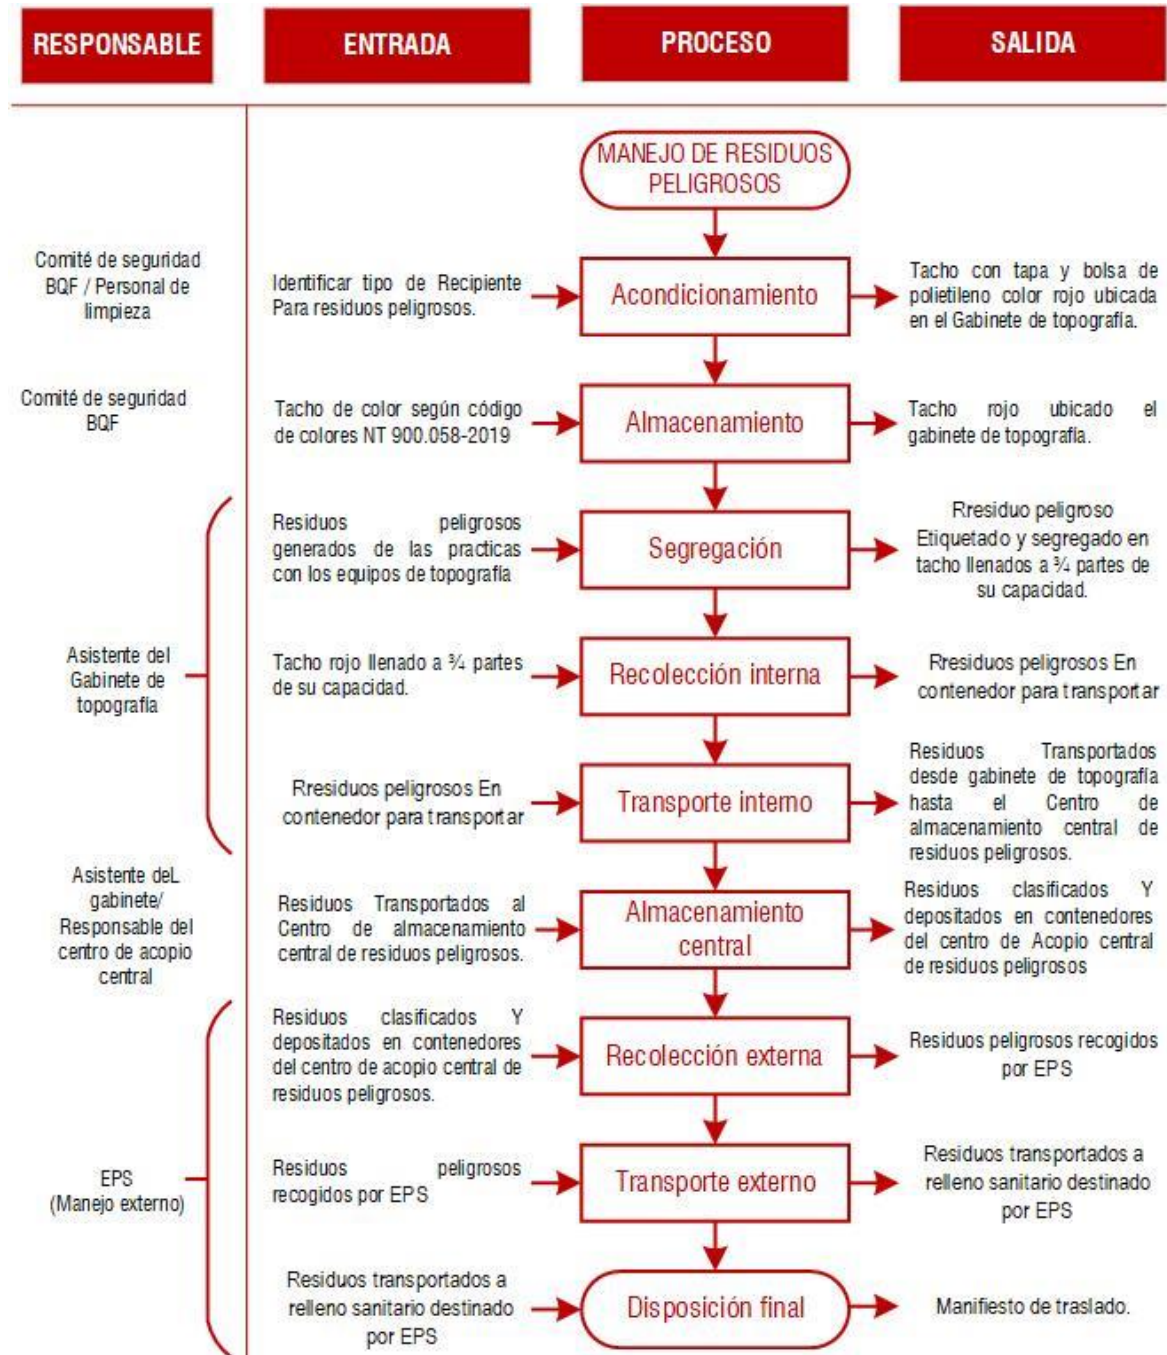 RESPONSABLE
ENTRADA
PROCESO
SALIDA
MANEJO DE RESIDUOS
PELIGROSOS
Comité de seguridad
BQF / Personal de
limpieza
Identificar tipo de Recipiente
Para residuos peligrosos.
Acondicionamiento
Tacho con tapa y bolsa de
polietileno color rojo ubicada
en el Gabinete de topografía.
Comité de seguridad
BQF
Tacho de color según código
de colores NT 900.058-2019
Almacenamiento
Tacho rojo ubicado el
gabinete de topografía.
Asistente del
Gabinete de
topografía
Residuos peligrosos
generados de las practicas
con los equipos de topografía
Segregación
Rresiduo peligroso
Etiquetado y segregado en
tacho llenados a ¾ partes de
su capacidad.
Tacho rojo llenado a ¾ partes
de su capacidad.
Recolección interna
Rresiduos peligrosos En
contenedor para transportar
Rresiduos peligrosos En
contenedor para transportar
Transporte interno
Residuos Transportados
desde gabinete de topografía
hasta el Centro de
almacenamiento central de
residuos peligrosos.
Asistente deL
gabinete/
Responsable del
centro de acopio
central
Residuos Transportados al
Centro de almacenamiento
central de residuos peligrosos.
Almacenamiento
central
Residuos clasificados Y
depositados en contenedores
del centro de Acopio central
de residuos peligrosos
EPS
(Manejo externo)
Residuos clasificados Y
depositados en contenedores
del centro de acopio central de
residuos peligrosos.
Recolección externa
Residuos peligrosos recogidos
por EPS
Residuos peligrosos
recogidos por EPS
Transporte externo
Residuos transportados a
relleno sanitario destinado
por EPS
Residuos transportados a
relleno sanitario destinado
por EPS
Disposición final
Manifiesto de traslado.